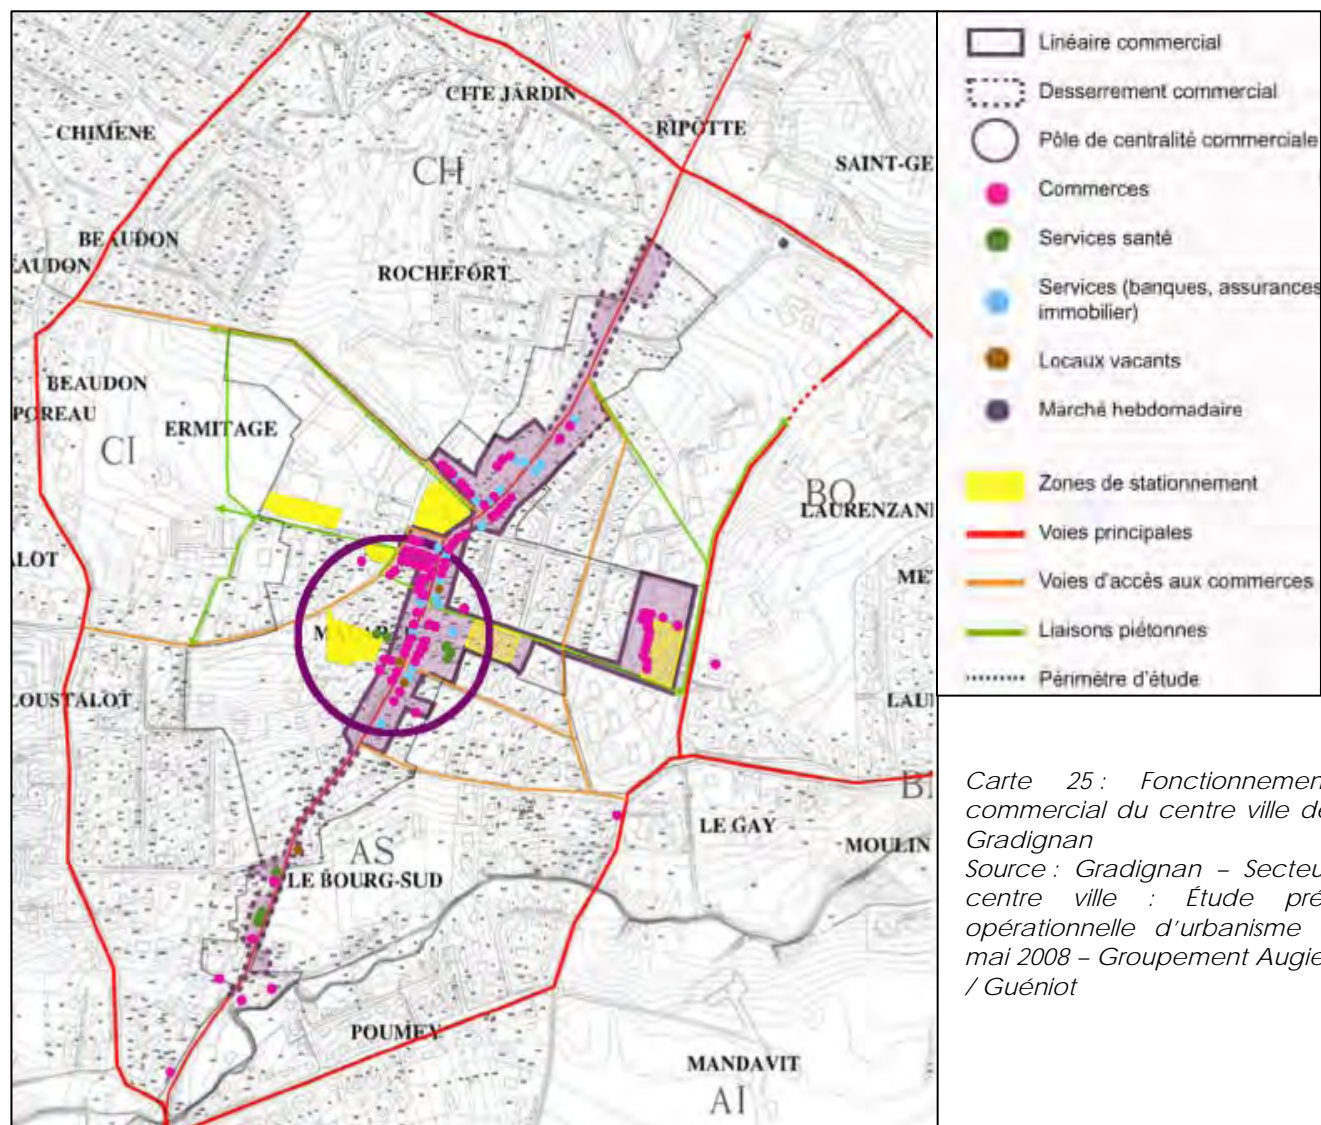 CITE JARDIN
CHIMENE
RIPOTTE
SAINT-GE
CH
BEAUDON
EAUDON
ROCHEFORT
BEAUDON
POREAU
ERMITAGE
CI
BO
LAURENZAN
ALOT
ME
LOUSTALOT
LAU
LE GAY
MOULIN
AS
LE BOURG-SUD
POUMEY
MANDAVIT
AI
Linéaire commercial
Desserrement commercial
Pôle de centralité commerciale
Commerces
Services santé
Services (banques, assurances
immobilier)
Locaux vacants
Marché hebdomadaire
Zones de stationnement
Voies principales
Voies d'accès aux commerces
Liaisons piétonnes
Périmètre d'étude
Carte 25 : Fonctionnemen
commercial du centre ville de
Gradignan
Source : Gradignan – Secteu
centre ville : Étude pré
opérationnelle d'urbanisme
mai 2008 – Groupement Augie
/ Guéniot